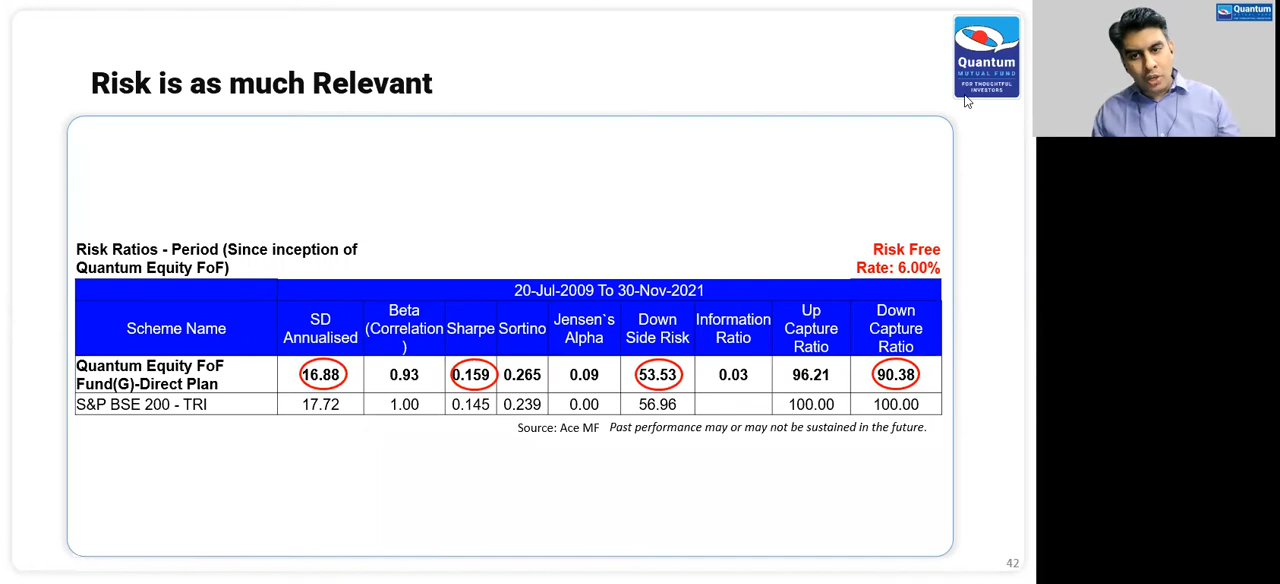 Risk is as much Relevant
Quantum
MUTUAL FUND
FOR THOUGHTFUL
INVESTORS
Quantum
MUTUAL FUND
Risk Ratios - Period (Since inception of
Quantum Equity FoF)
Risk Free
Rate: 6.00%
20-Jul-2009 To 30-Nov-2021
Scheme Name
SD
Annualised
Beta
(Correlation
)
Sharpe
Sortino
Jensen`s
Alpha
Down
Side Risk
Information
Ratio
Up
Capture
Ratio
Down
Capture
Ratio
Quantum Equity FoF
Fund(G)-Direct Plan
16.88 0.93 0.159 0.265 0.09 53.53 0.03 96.21 90.38
S&P BSE 200 - TRI 17.72 1.00 0.145 0.239 0.00 56.96 100.00 100.00
Source: Ace MF Past performance may or may not be sustained in the future.
42